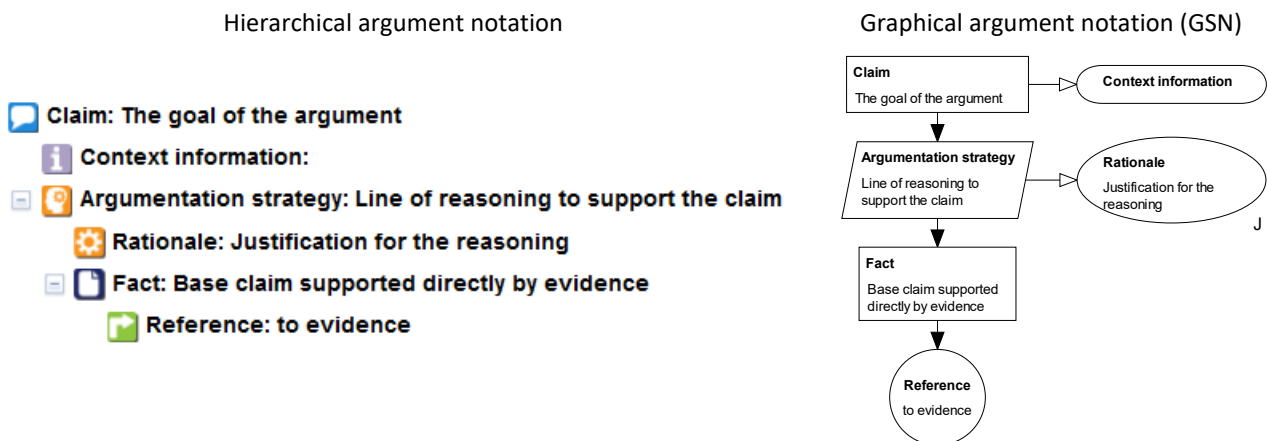 Hierarchical argument notation
Claim: The goal of the argument
Context information:
Argumentation strategy: Line of reasoning to support the claim
Rationale: Justification for the reasoning
Fact: Base claim supported directly by evidence
Reference: to evidence
Graphical argument notation (GSN)
Claim
The goal of the argument
Context information
Argumentation strategy
Line of reasoning to
support the claim
Rationale
Justification for the
reasoning
J
Fact
Base claim supported
directly by evidence
Reference
to evidence